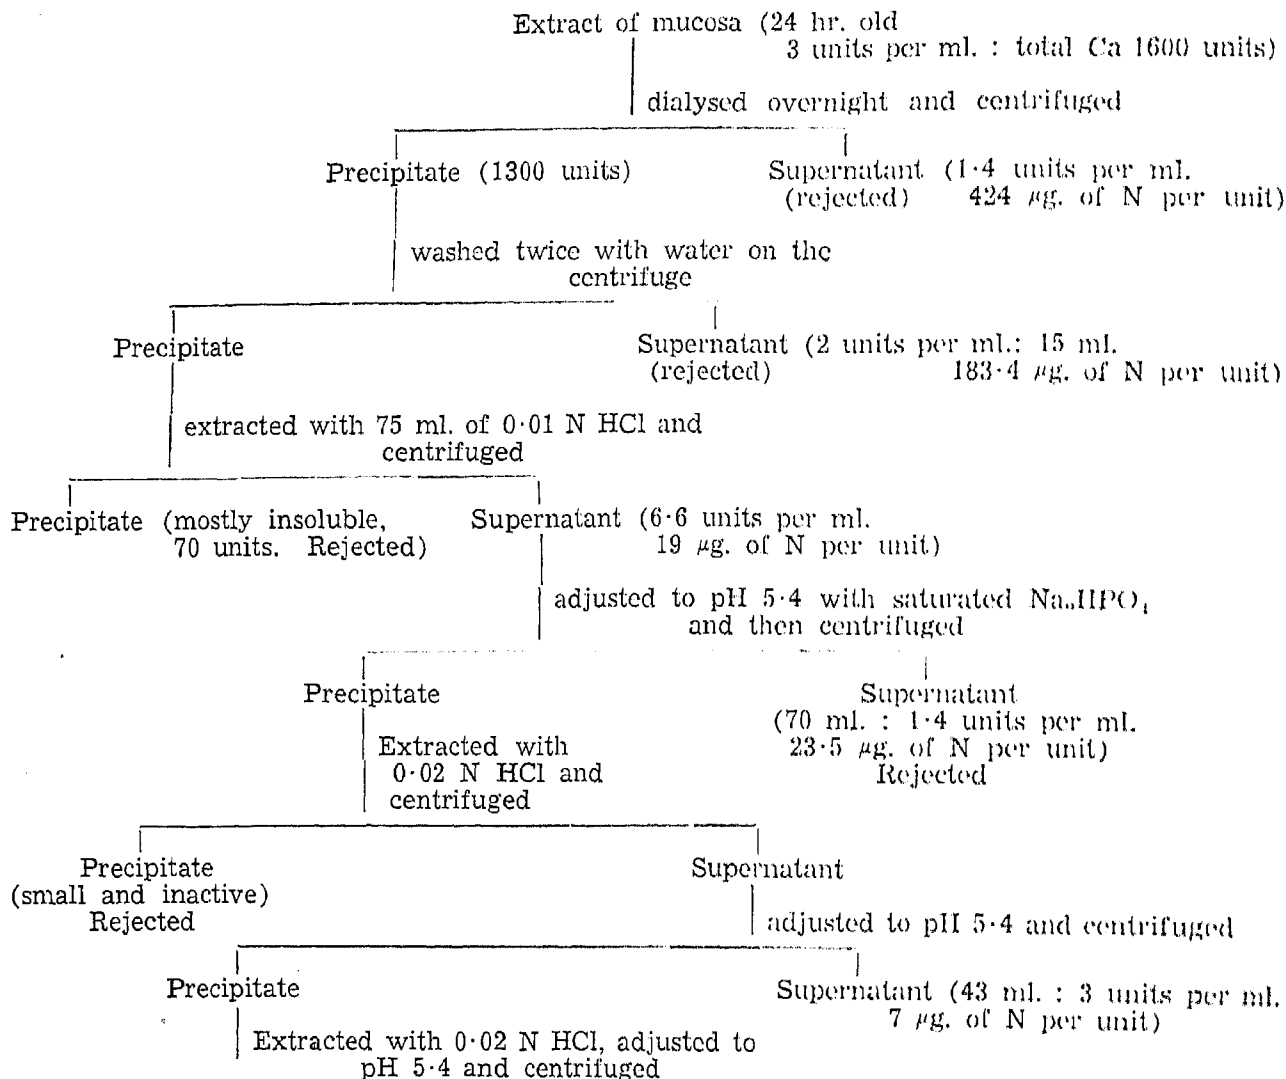 Extract of mucosa (24 hr. old
3 units per ml. : total Ca 1600 units)
dialysed overnight and centrifuged
Precipitate (1300 units)
Supernatant (1·4 units per ml.
(rejected) 424 µg. of N per unit)
washed twice with water on the
centrifuge
Precipitate
Supernatant (2 units per ml.: 15 ml.
(rejected) 183·4 µg. of N per unit)
extracted with 75 ml. of 0·01 N HCl and
centrifuged
Precipitate (mostly insoluble,
70 units. Rejected)
Supernatant (6·6 units per ml.
19 µg. of N per unit)
adjusted to pH 5·4 with saturated Na₂HPO₄
and then centrifuged
Precipitate
Supernatant
(70 ml. : 1·4 units per ml.
23·5 µg. of N per unit)
Rejected
Extracted with
0·02 N HCl and
centrifuged
Precipitate
(small and inactive)
Rejected
Supernatant
adjusted to pH 5·4 and centrifuged
Precipitate
Supernatant (43 ml. : 3 units per ml.
7 µg. of N per unit)
Extracted with 0·02 N HCl, adjusted to
pH 5·4 and centrifuged